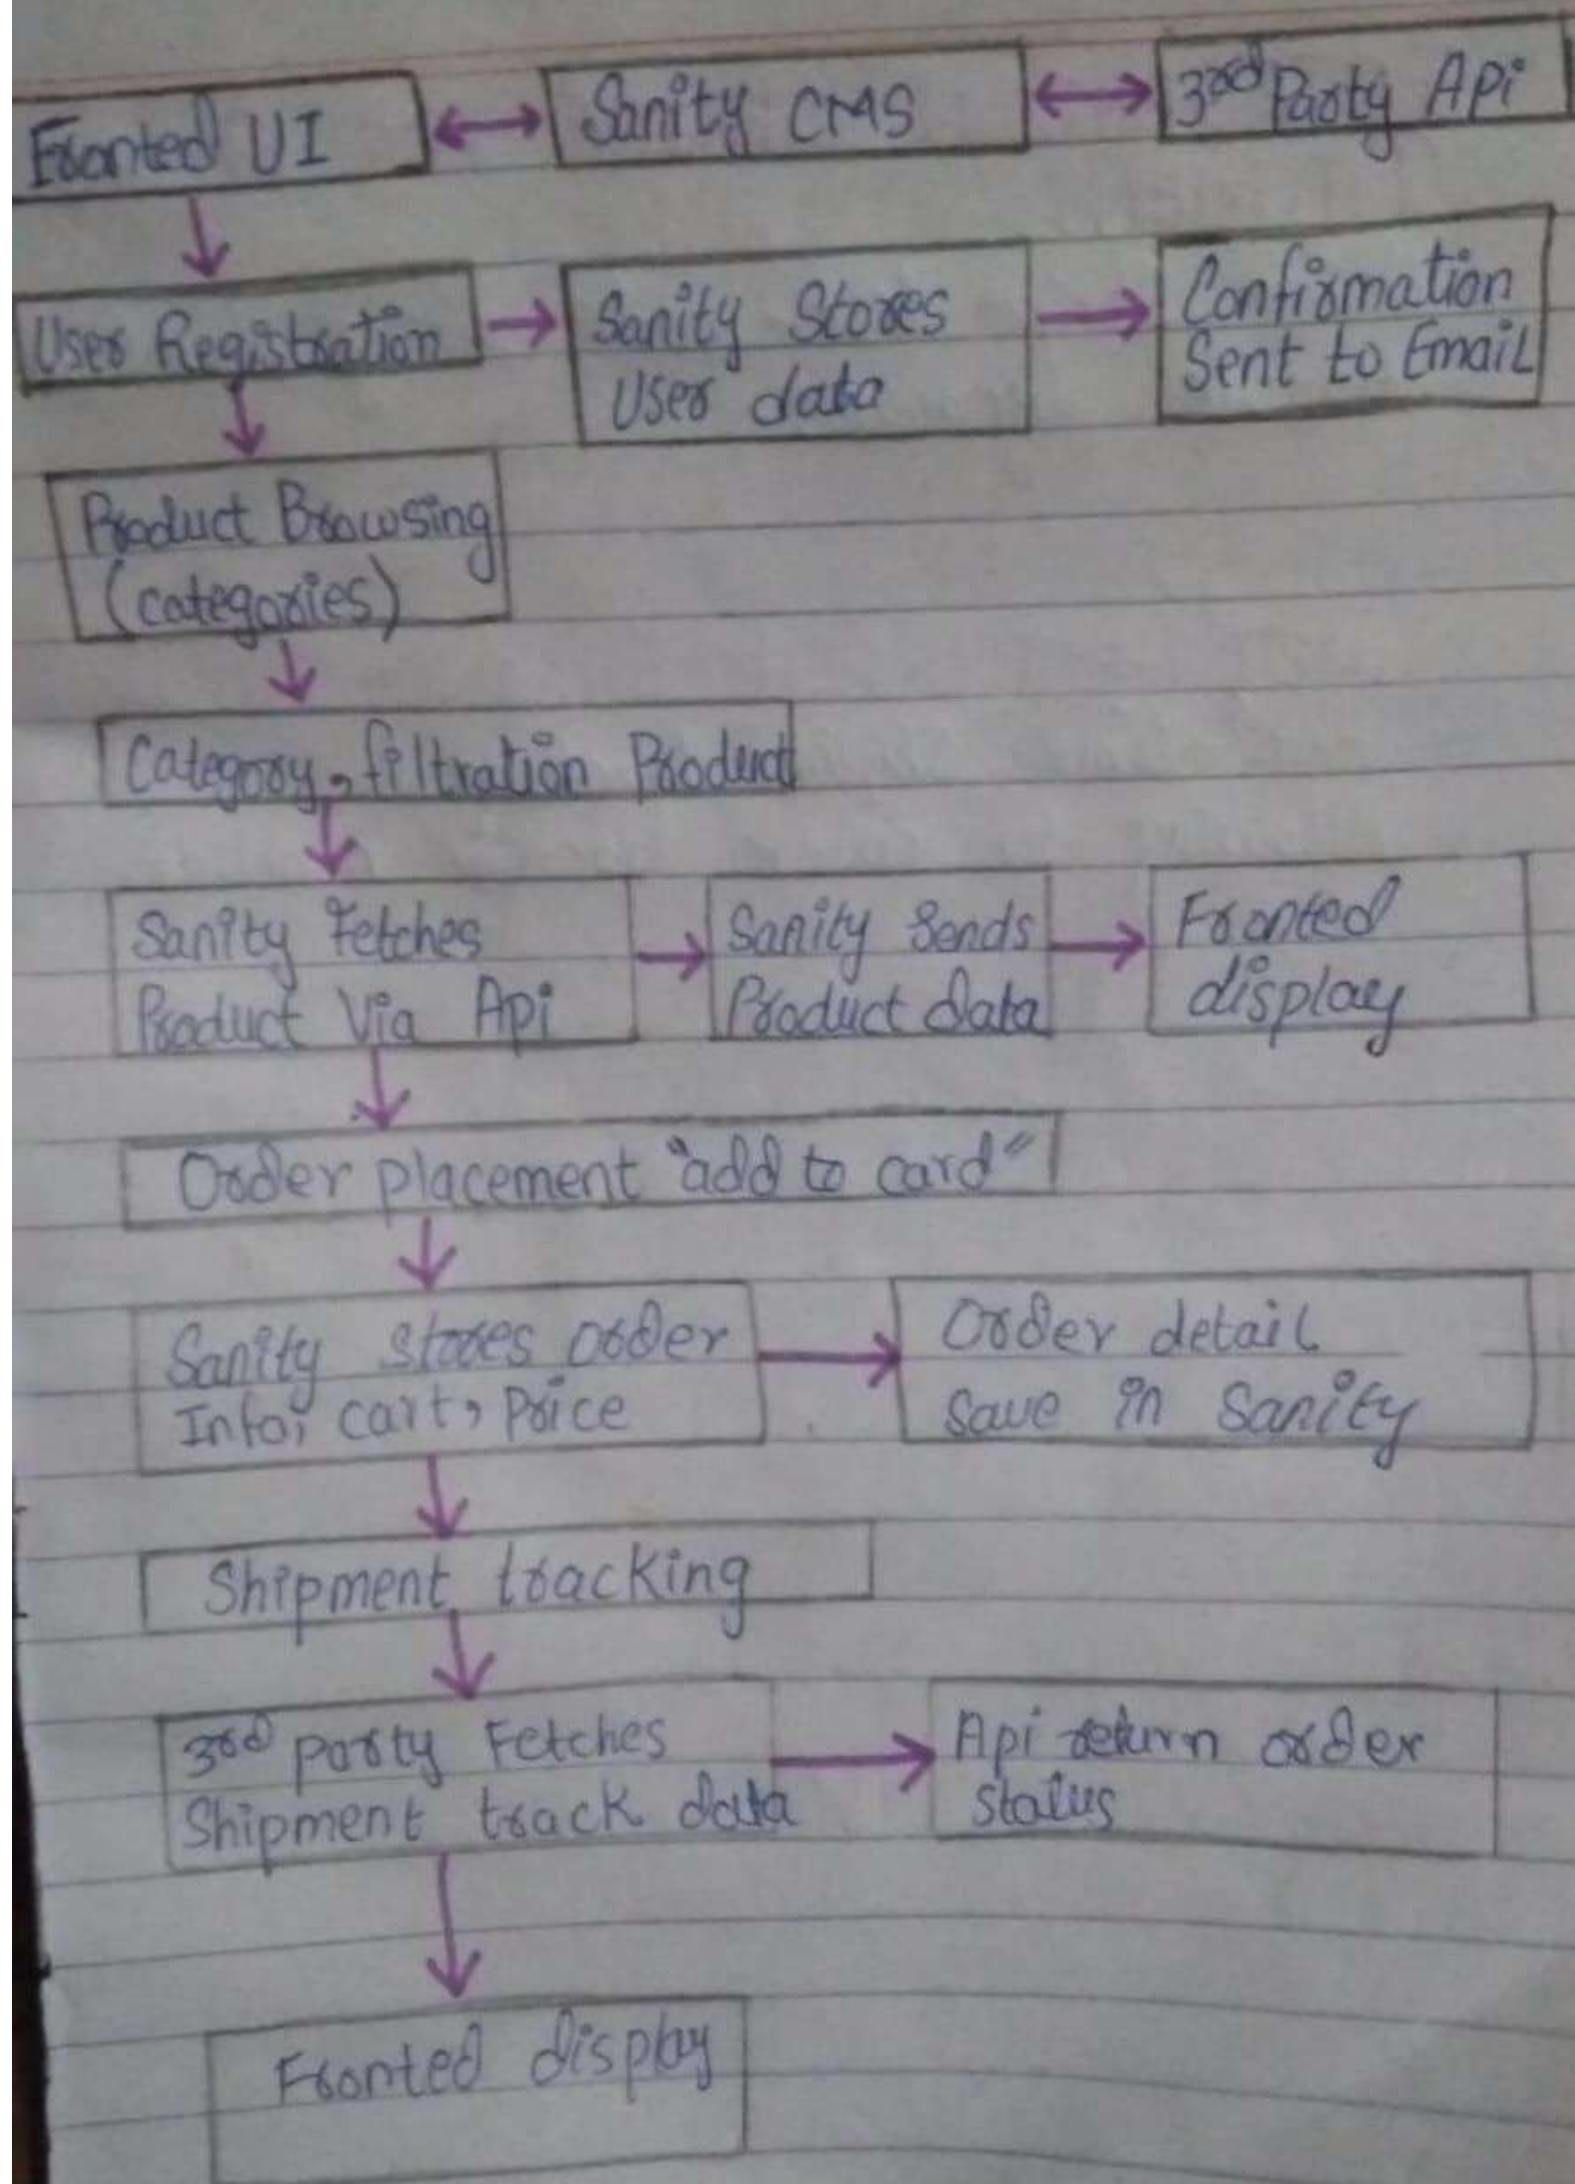 Fronted UI
Sanity CMS
3rd Party Api
User Registration
Sanity Stores
User data
Confirmation
Sent to Email
Product Browsing
(categories)
Category, filtration Product
Sanity Fetches
Product Via Api
Sanity Sends
Product data
Fronted
display
Order placement "add to card"
Sanity stores order
Info, cart, Price
Order detail
Save in Sanity
Shipment tracking
3rd party Fetches
Shipment track data
Api return order
status
Fronted display